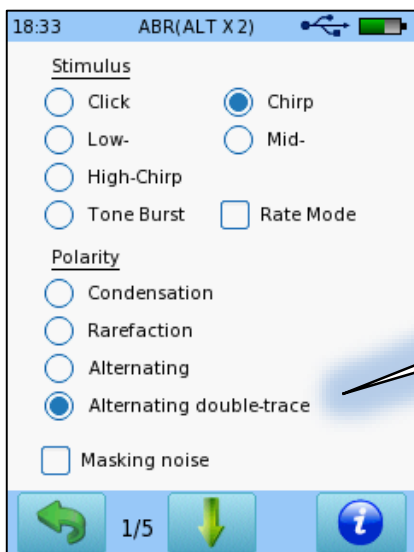 18:33 ABR(ALT X 2)
Stimulus
Click Chirp
Low- Mid-
High-Chirp
Tone Burst Rate Mode
Polarity
Condensation
Rarefaction
Alternating
Alternating double-trace
Masking noise
1/5 i